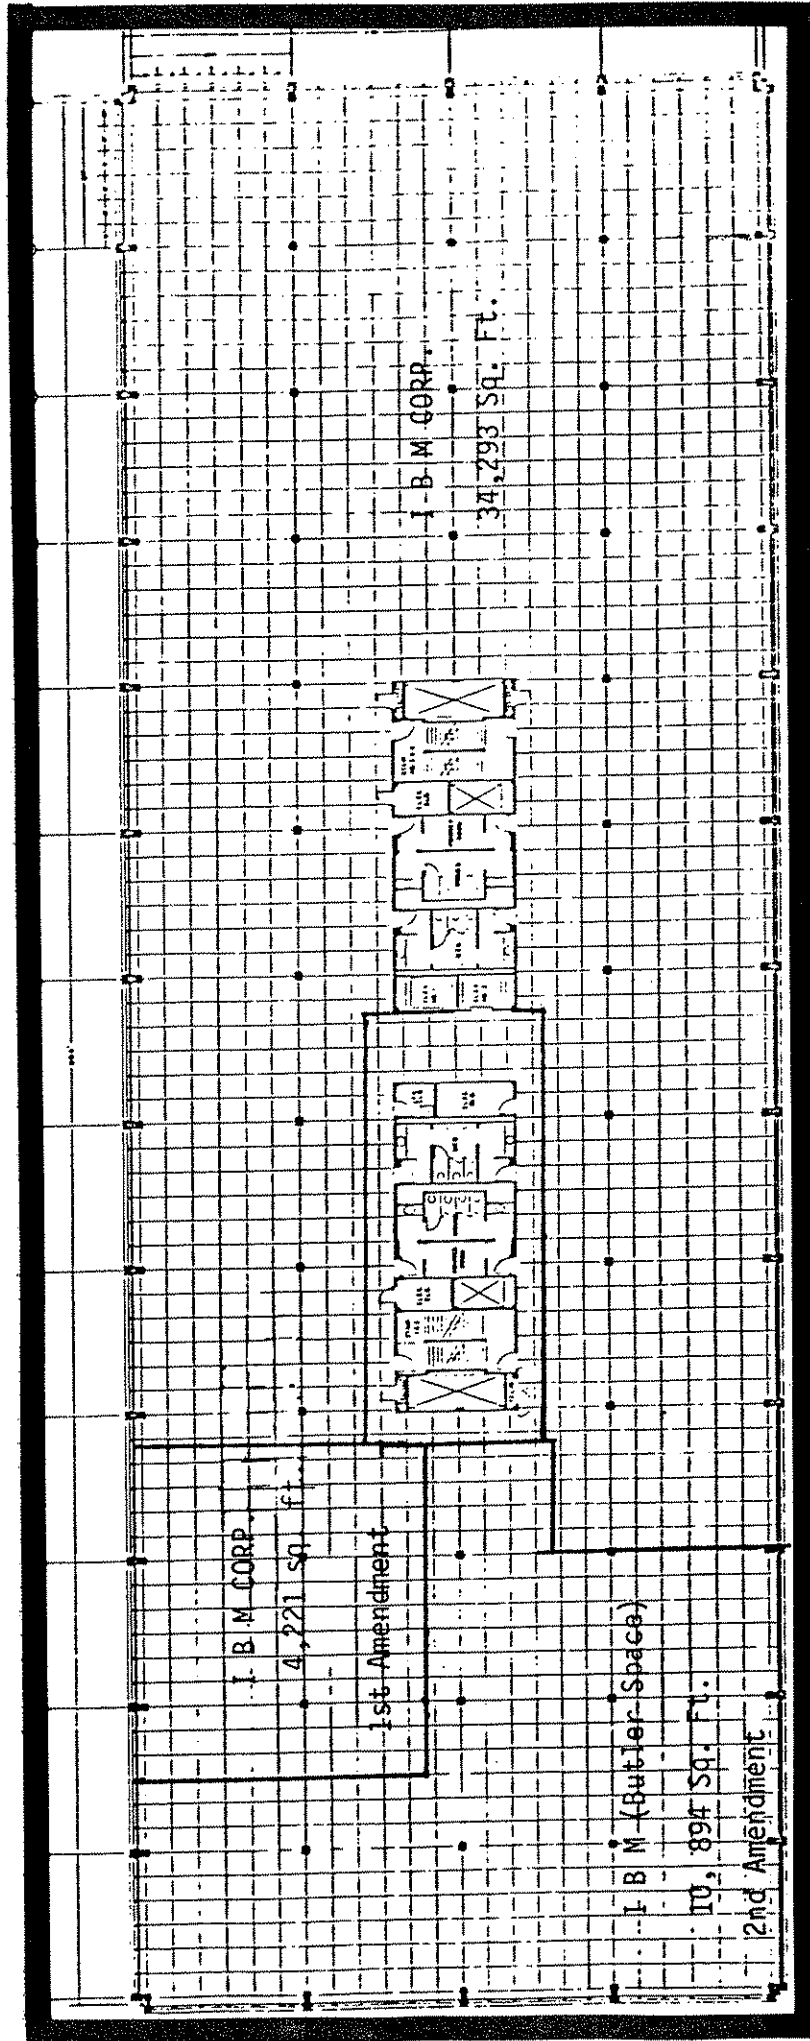 I B M CORP.
34,293 Sq. Ft.
I B M CORP.
4,221 sq. ft.
1st Amendment
I B M (Butler Space)
10, 894 Sq. Ft.
2nd Amendment